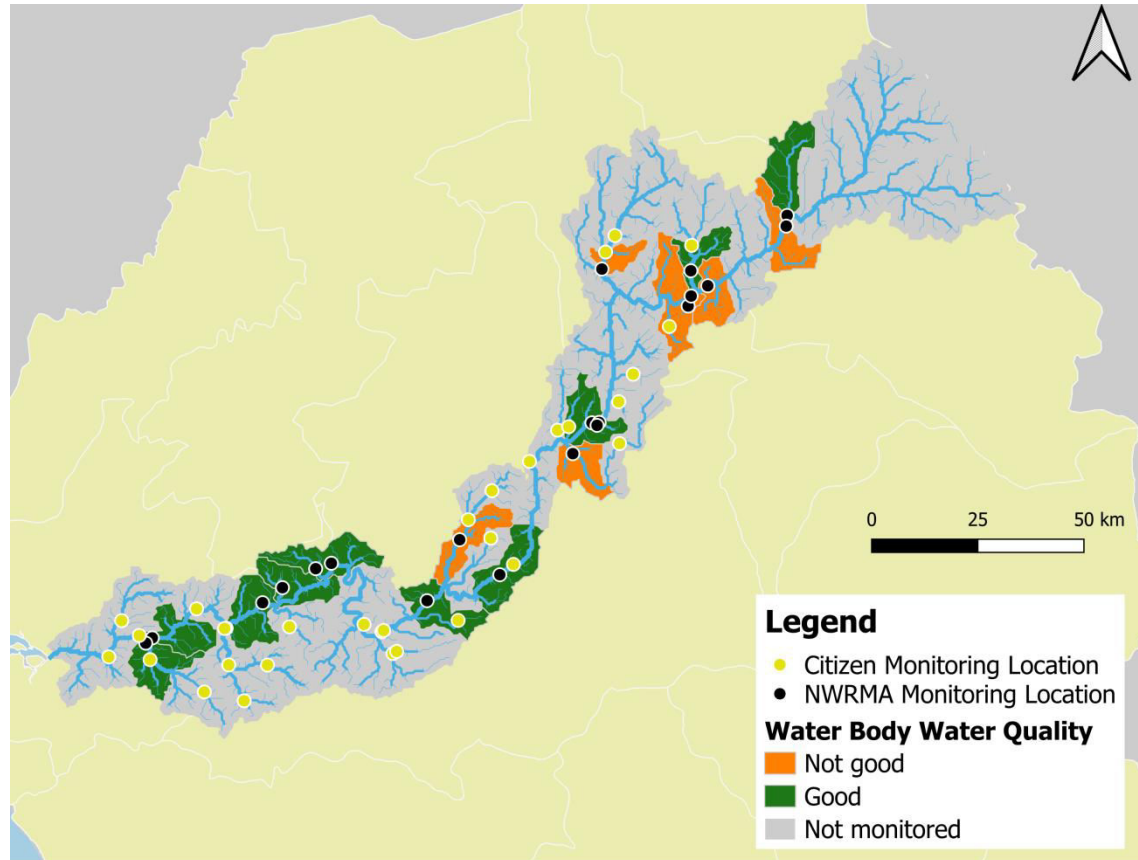 0 25 50 km
Legend
Citizen Monitoring Location
NWRMA Monitoring Location
Water Body Water Quality
Not good
Good
Not monitored